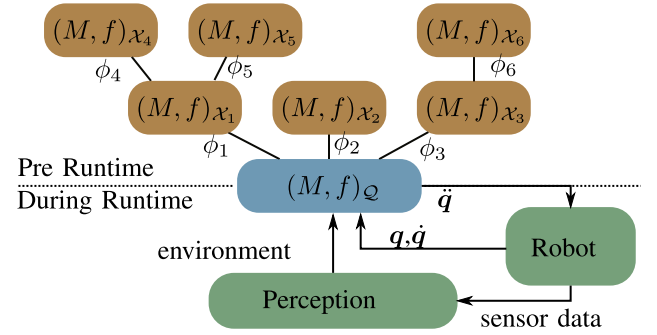 (M, f)𝒳₄ (M, f)𝒳₅ (M, f)𝒳₆
ϕ₄ ϕ₅ ϕ₆
(M, f)𝒳₁ (M, f)𝒳₂ (M, f)𝒳₃
ϕ₁ ϕ₂ ϕ₃
Pre Runtime
During Runtime
(M, f)𝒬
q̈
q,q̇
Robot
environment
Perception
sensor data